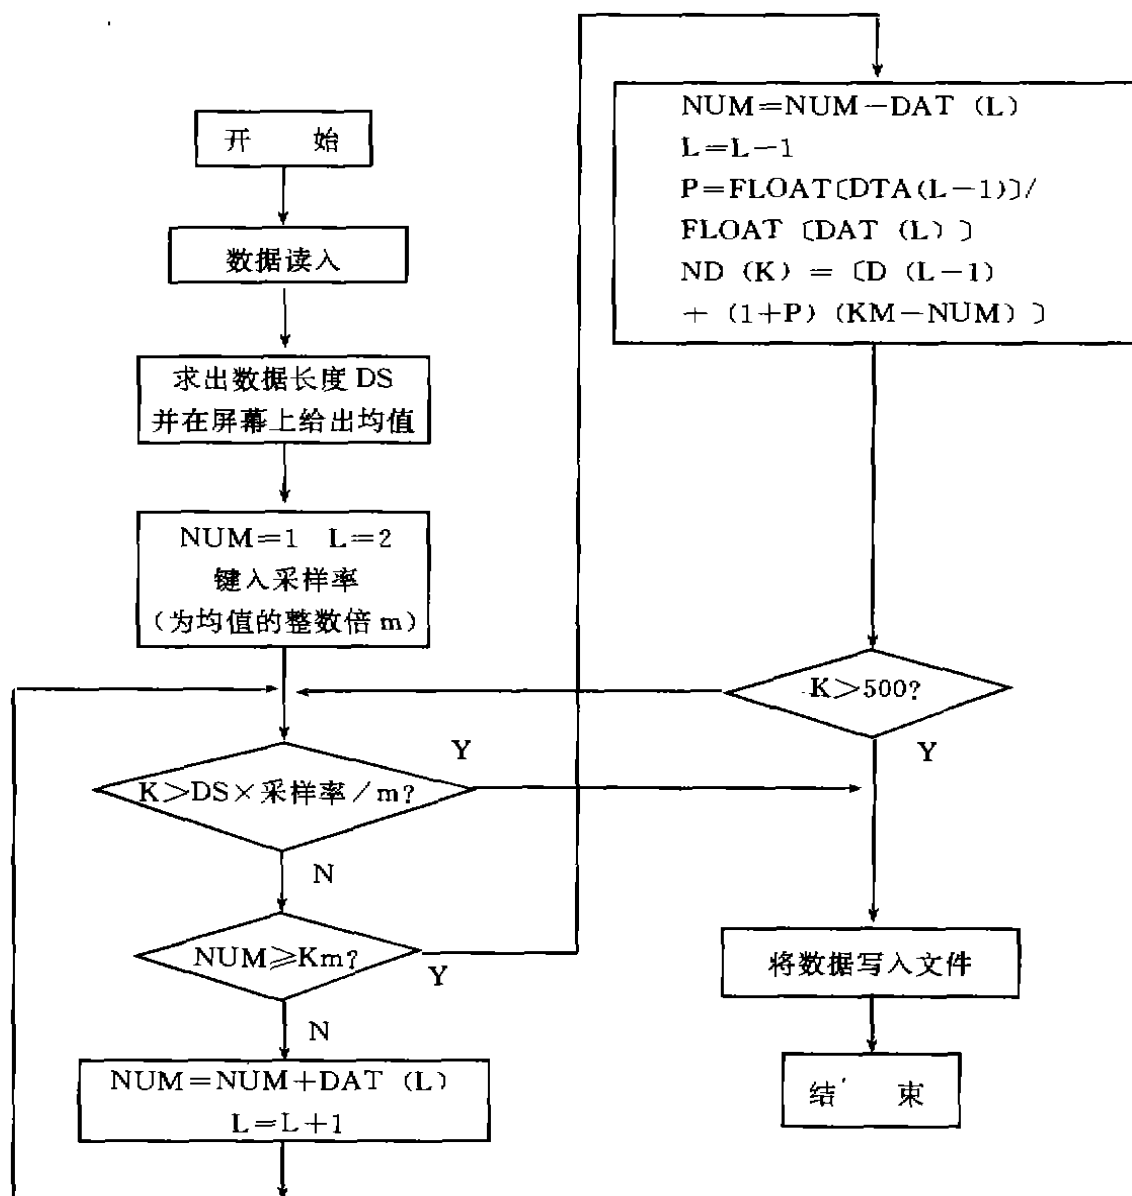 开 始
数据读入
求出数据长度 DS
并在屏幕上给出均值
NUM=1 L=2
键入采样率
(为均值的整数倍 m)
K>DS×采样率/m?
Y
N
NUM≥Km?
Y
N
NUM=NUM+DAT (L)
L=L+1
NUM=NUM-DAT (L)
L=L-1
P=FLOAT〔DTA(L-1)〕/
FLOAT 〔DAT (L) 〕
ND (K) = 〔D (L-1)
+ (1+P) (KM-NUM) 〕
K>500?
Y
将数据写入文件
结 束